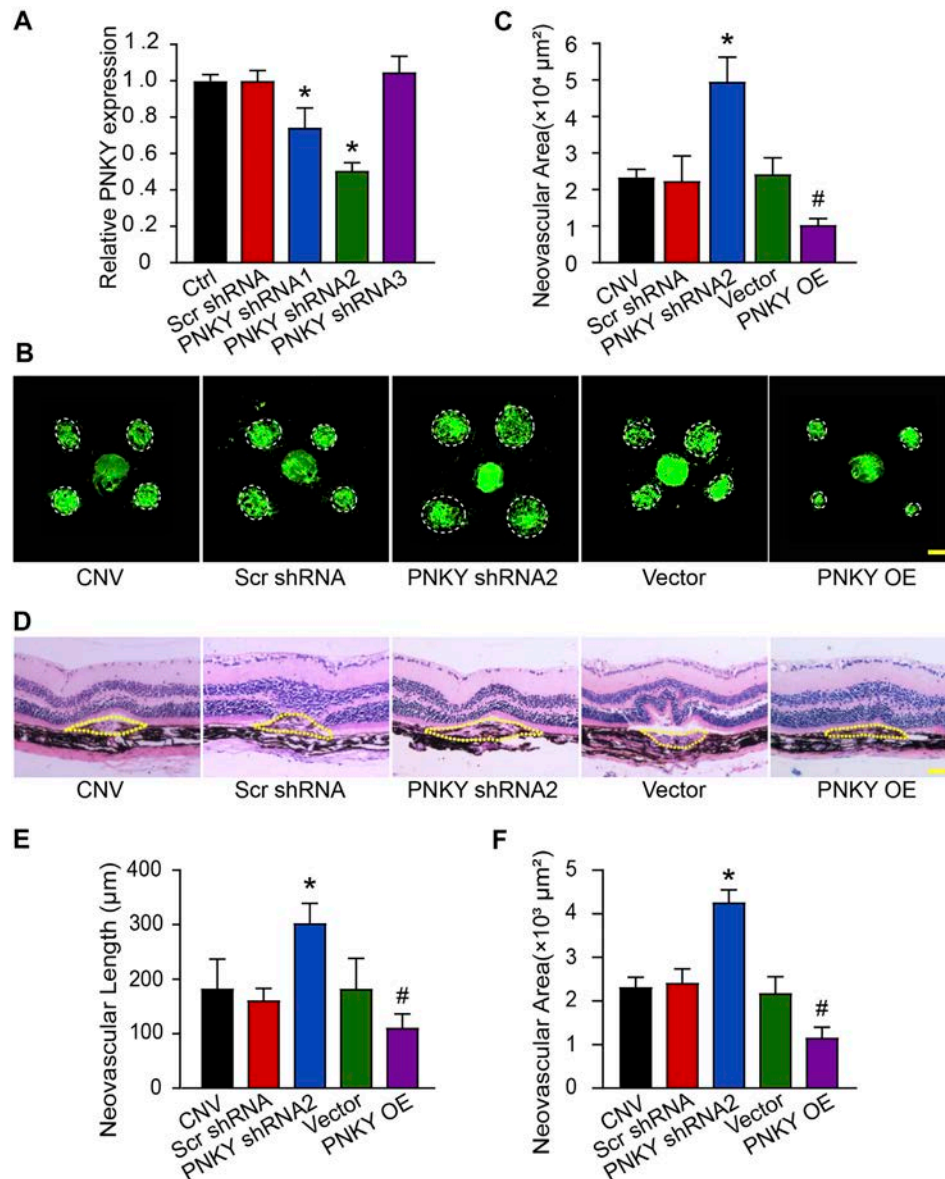 A
Relative PNKY expression
1.2
1.0
0.8
0.6
0.4
0.2
0
*
*
Ctrl
Scr shRNA
PNKY shRNA1
PNKY shRNA2
PNKY shRNA3
C
Neovascular Area(×10⁴ µm²)
6
5
4
3
2
1
0
*
#
CNV
Scr shRNA
PNKY shRNA2
Vector
PNKY OE
B
CNV
Scr shRNA
PNKY shRNA2
Vector
PNKY OE
D
CNV
Scr shRNA
PNKY shRNA2
Vector
PNKY OE
E
Neovascular Length (µm)
400
300
200
100
0
*
#
CNV
Scr shRNA
PNKY shRNA2
Vector
PNKY OE
F
Neovascular Area(×10³ µm²)
5
4
3
2
1
0
*
#
CNV
Scr shRNA
PNKY shRNA2
Vector
PNKY OE